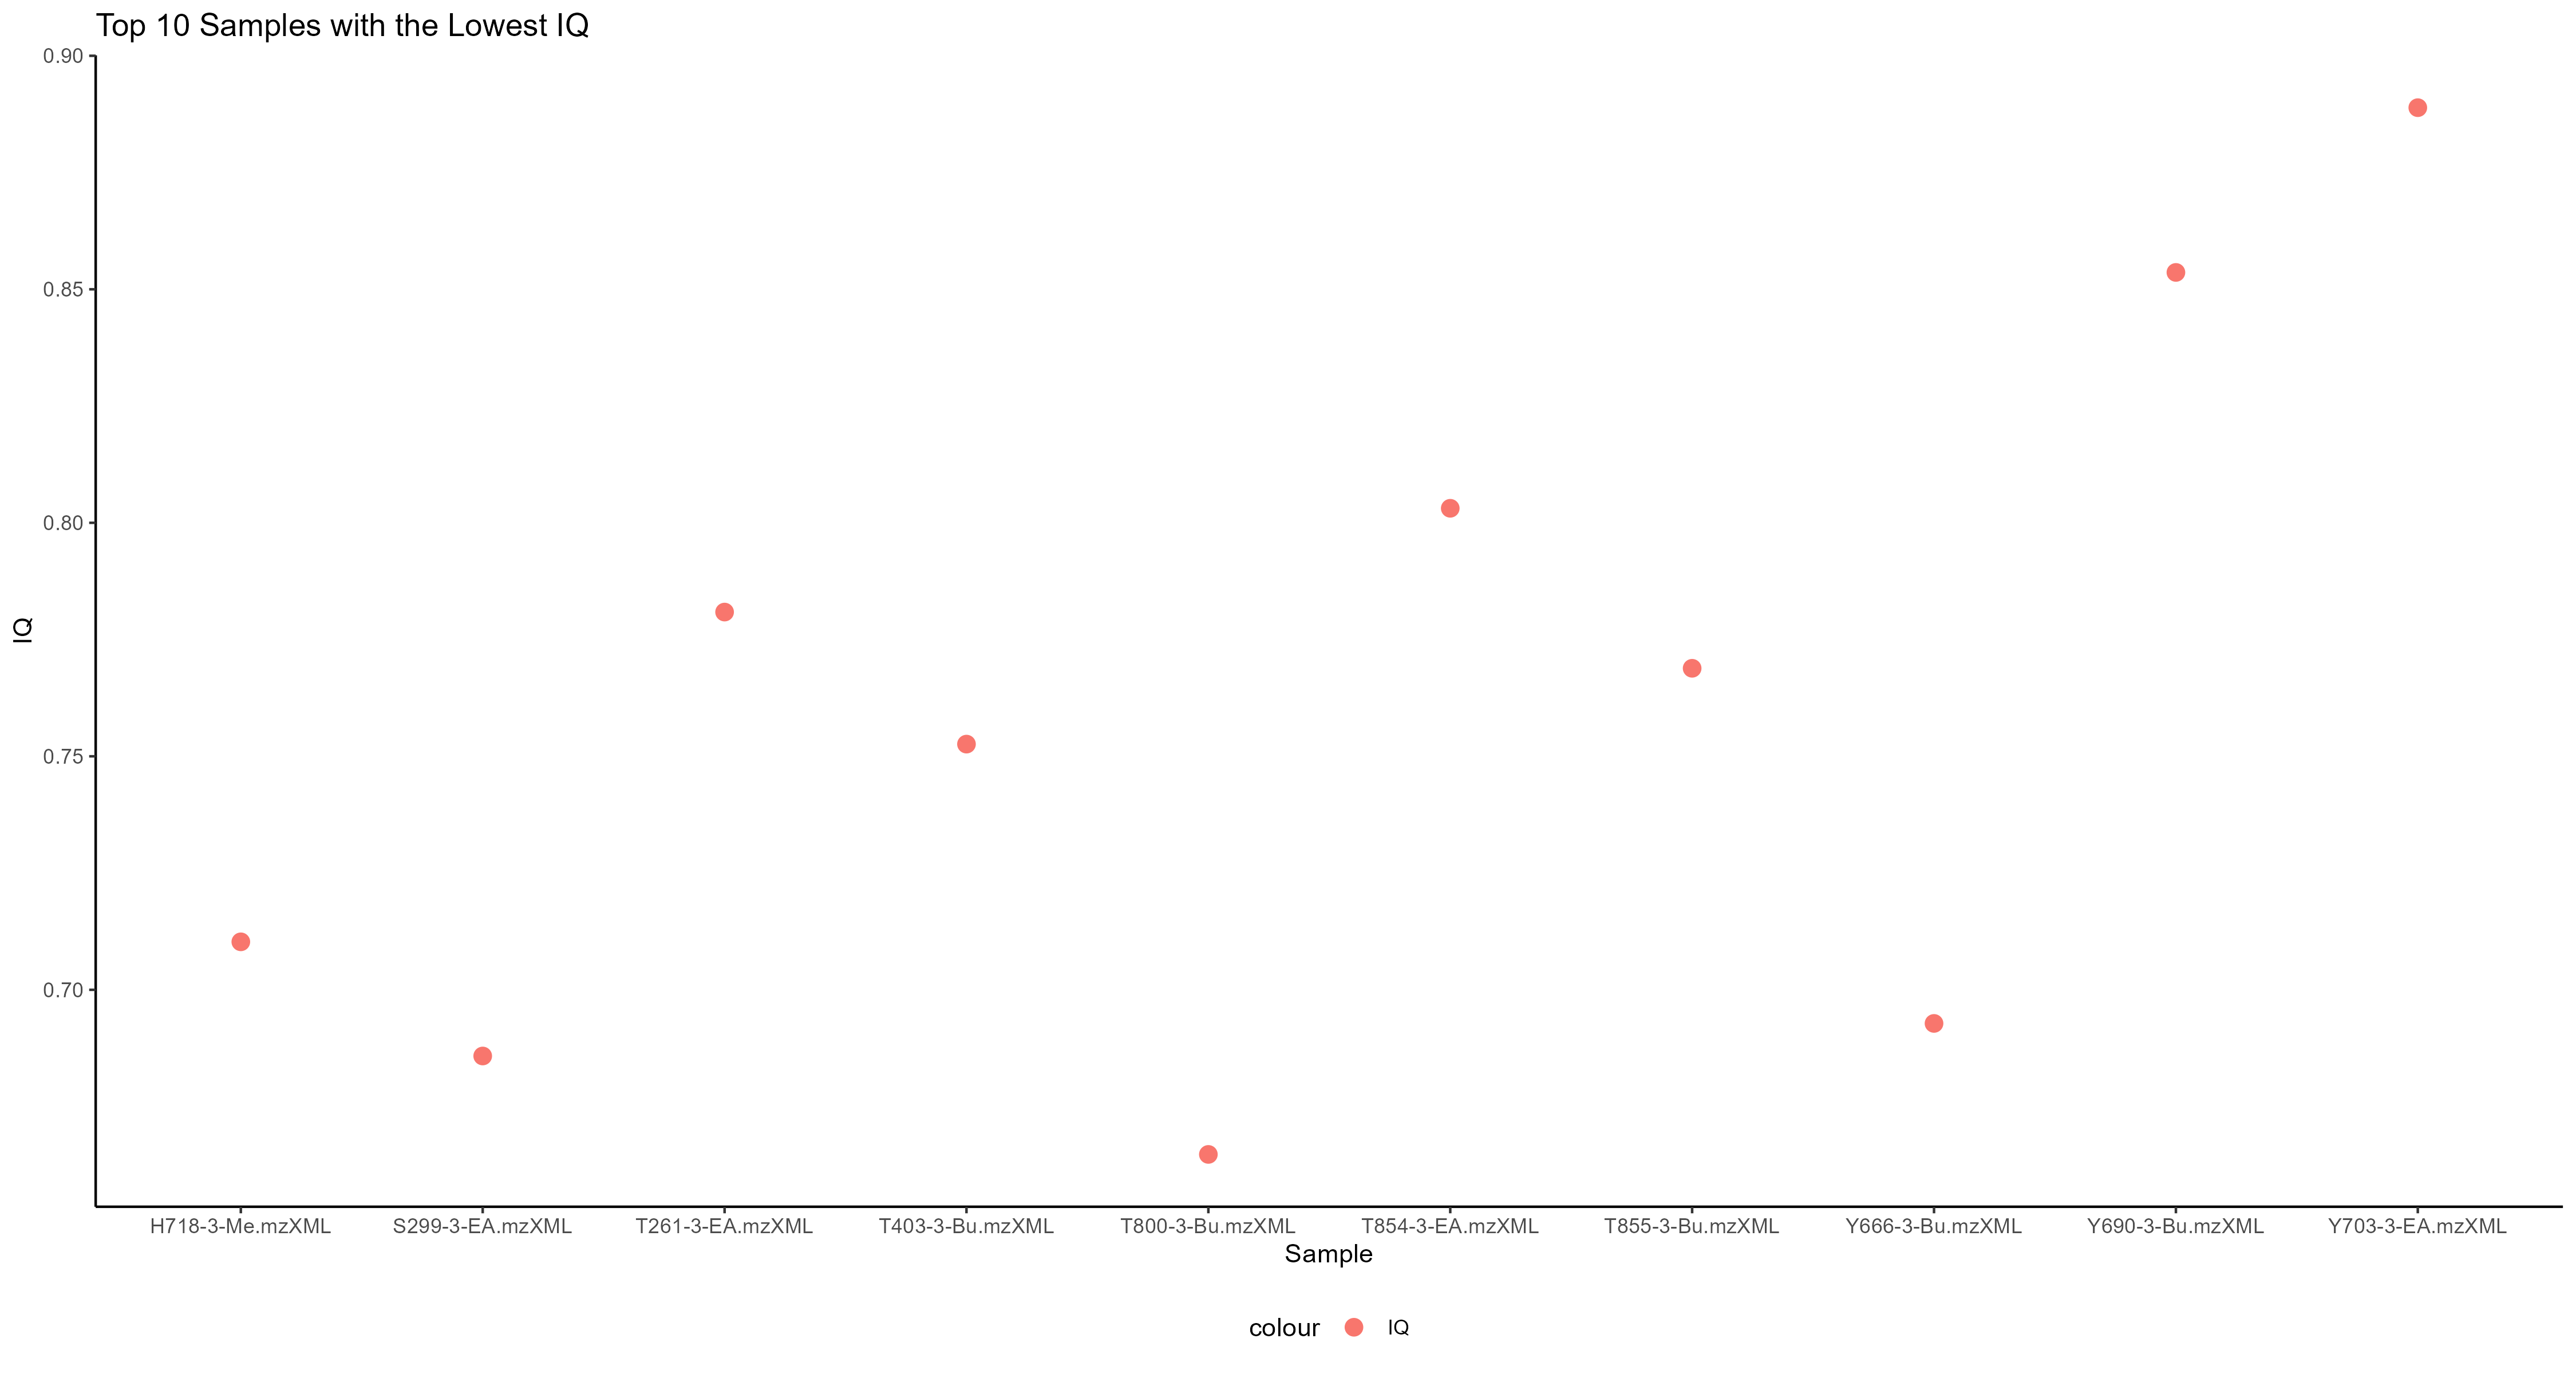 Top 10 Samples with the Lowest IQ
0.90
0.85
0.80
0.75
0.70
IQ
H718-3-Me.mzXML S299-3-EA.mzXML T261-3-EA.mzXML T403-3-Bu.mzXML T800-3-Bu.mzXML T854-3-EA.mzXML T855-3-Bu.mzXML Y666-3-Bu.mzXML Y690-3-Bu.mzXML Y703-3-EA.mzXML
Sample
colour IQ